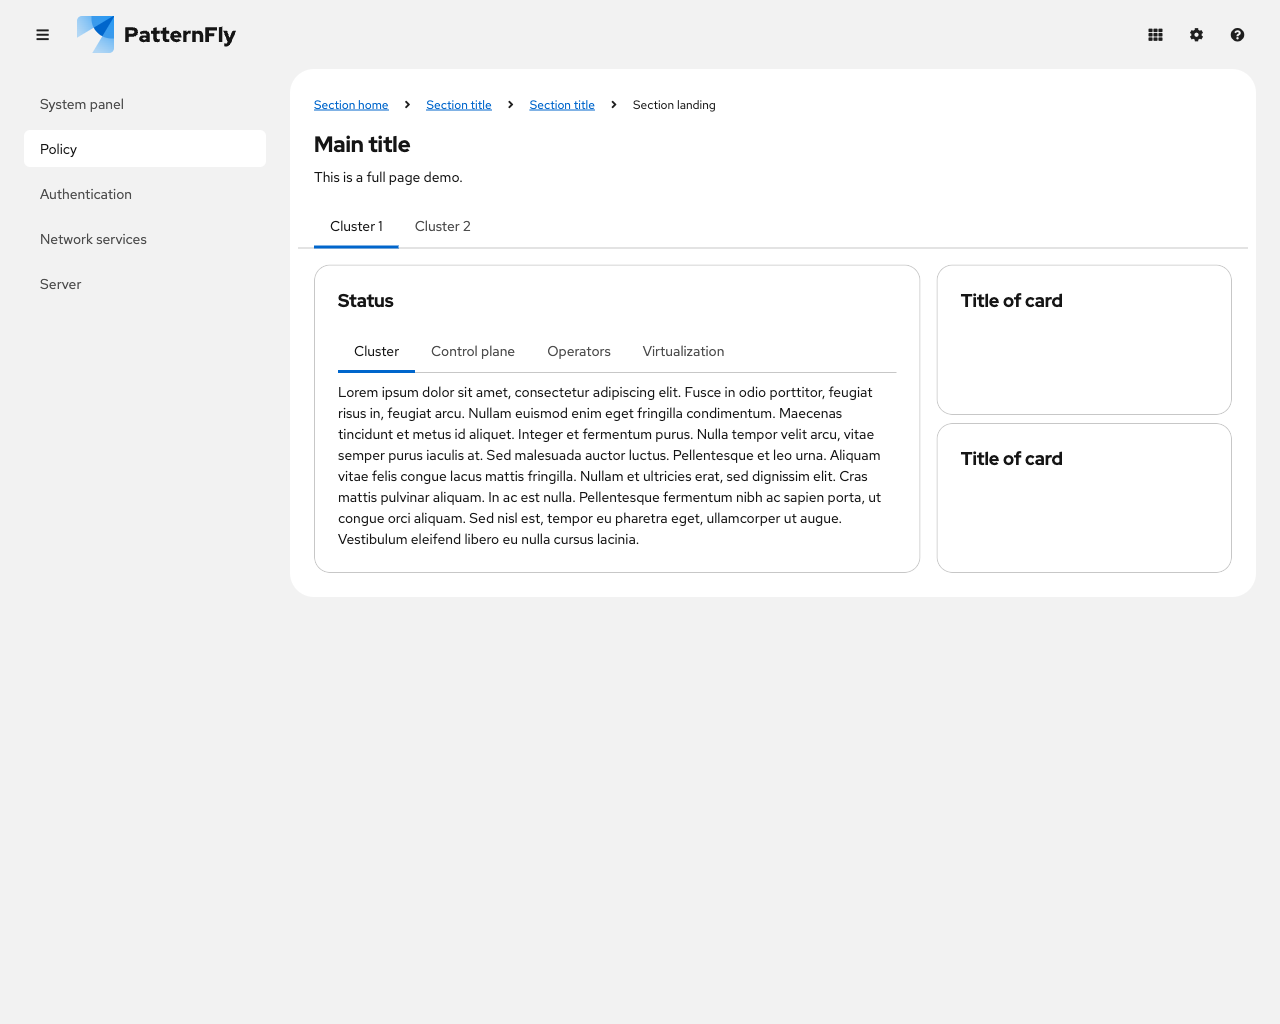 PatternFly
System panel
Policy
Authentication
Network services
Server
Section home > Section title > Section title > Section landing
Main title
This is a full page demo.
Cluster 1 Cluster 2
Status
Cluster Control plane Operators Virtualization
Lorem ipsum dolor sit amet, consectetur adipiscing elit. Fusce in odio porttitor, feugiat
risus in, feugiat arcu. Nullam euismod enim eget fringilla condimentum. Maecenas
tincidunt et metus id aliquet. Integer et fermentum purus. Nulla tempor velit arcu, vitae
semper purus iaculis at. Sed malesuada auctor luctus. Pellentesque et leo urna. Aliquam
vitae felis congue lacus mattis fringilla. Nullam et ultricies erat, sed dignissim elit. Cras
mattis pulvinar aliquam. In ac est nulla. Pellentesque fermentum nibh ac sapien porta, ut
congue orci aliquam. Sed nisl est, tempor eu pharetra eget, ullamcorper ut augue.
Vestibulum eleifend libero eu nulla cursus lacinia.
Title of card
Title of card